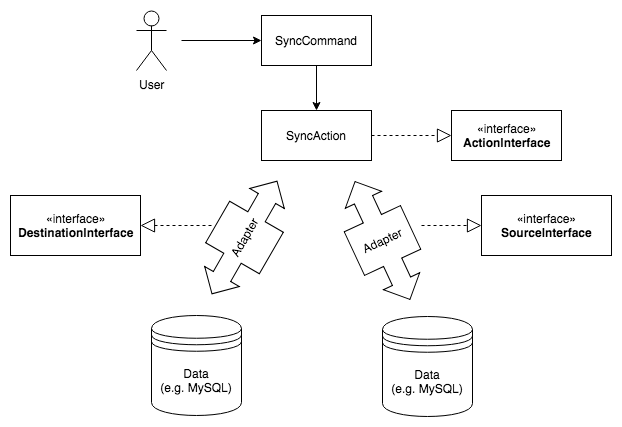 SyncCommand
User
SyncAction
«interface»
ActionInterface
«interface»
DestinationInterface
Adapter
Adapter
«interface»
SourceInterface
Data
(e.g. MySQL)
Data
(e.g. MySQL)